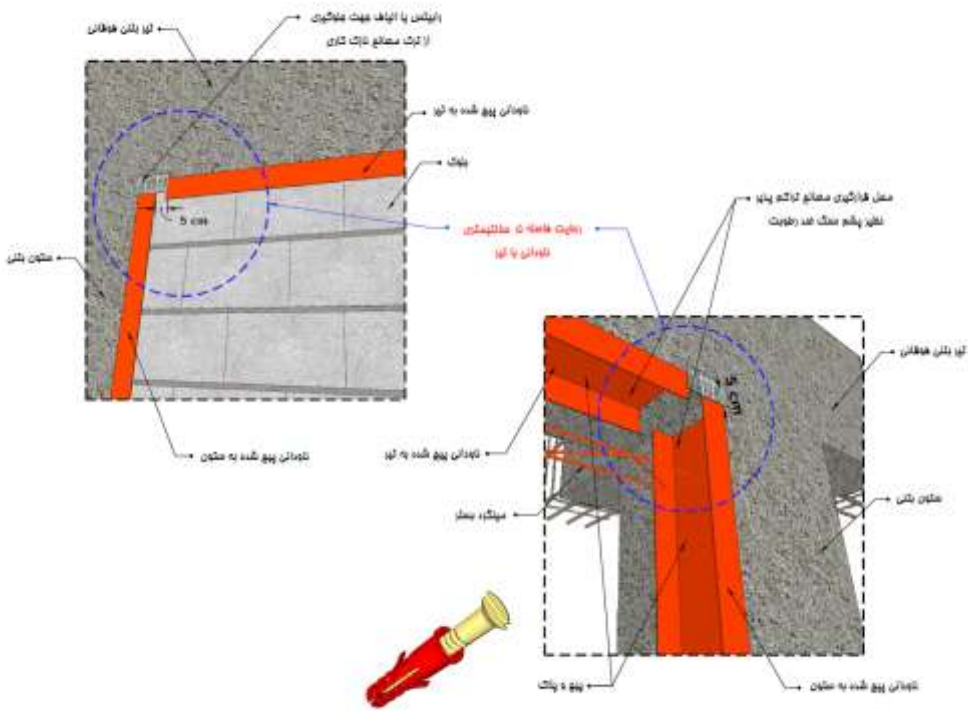 تیر بتنی فوقانی
رابیتس یا الیاف جهت جلوگیری
از ترک مصالح نازک کاری
ناودانی پیچ شده به تیر
بلوک
5 cm
ستون بتنی
ناودانی پیچ شده به ستون
رعایت فاصله ۵ سانتیمتری
ناودانی با تیر
محل قرارگیری مصالح تراکم پذیر
نظیر پشم سنگ ضد رطوبت
5 cm
تیر بتنی فوقانی
ناودانی پیچ شده به تیر
میلگرد بستر
ستون بتنی
پیچ و پلاک
ناودانی پیچ شده به ستون